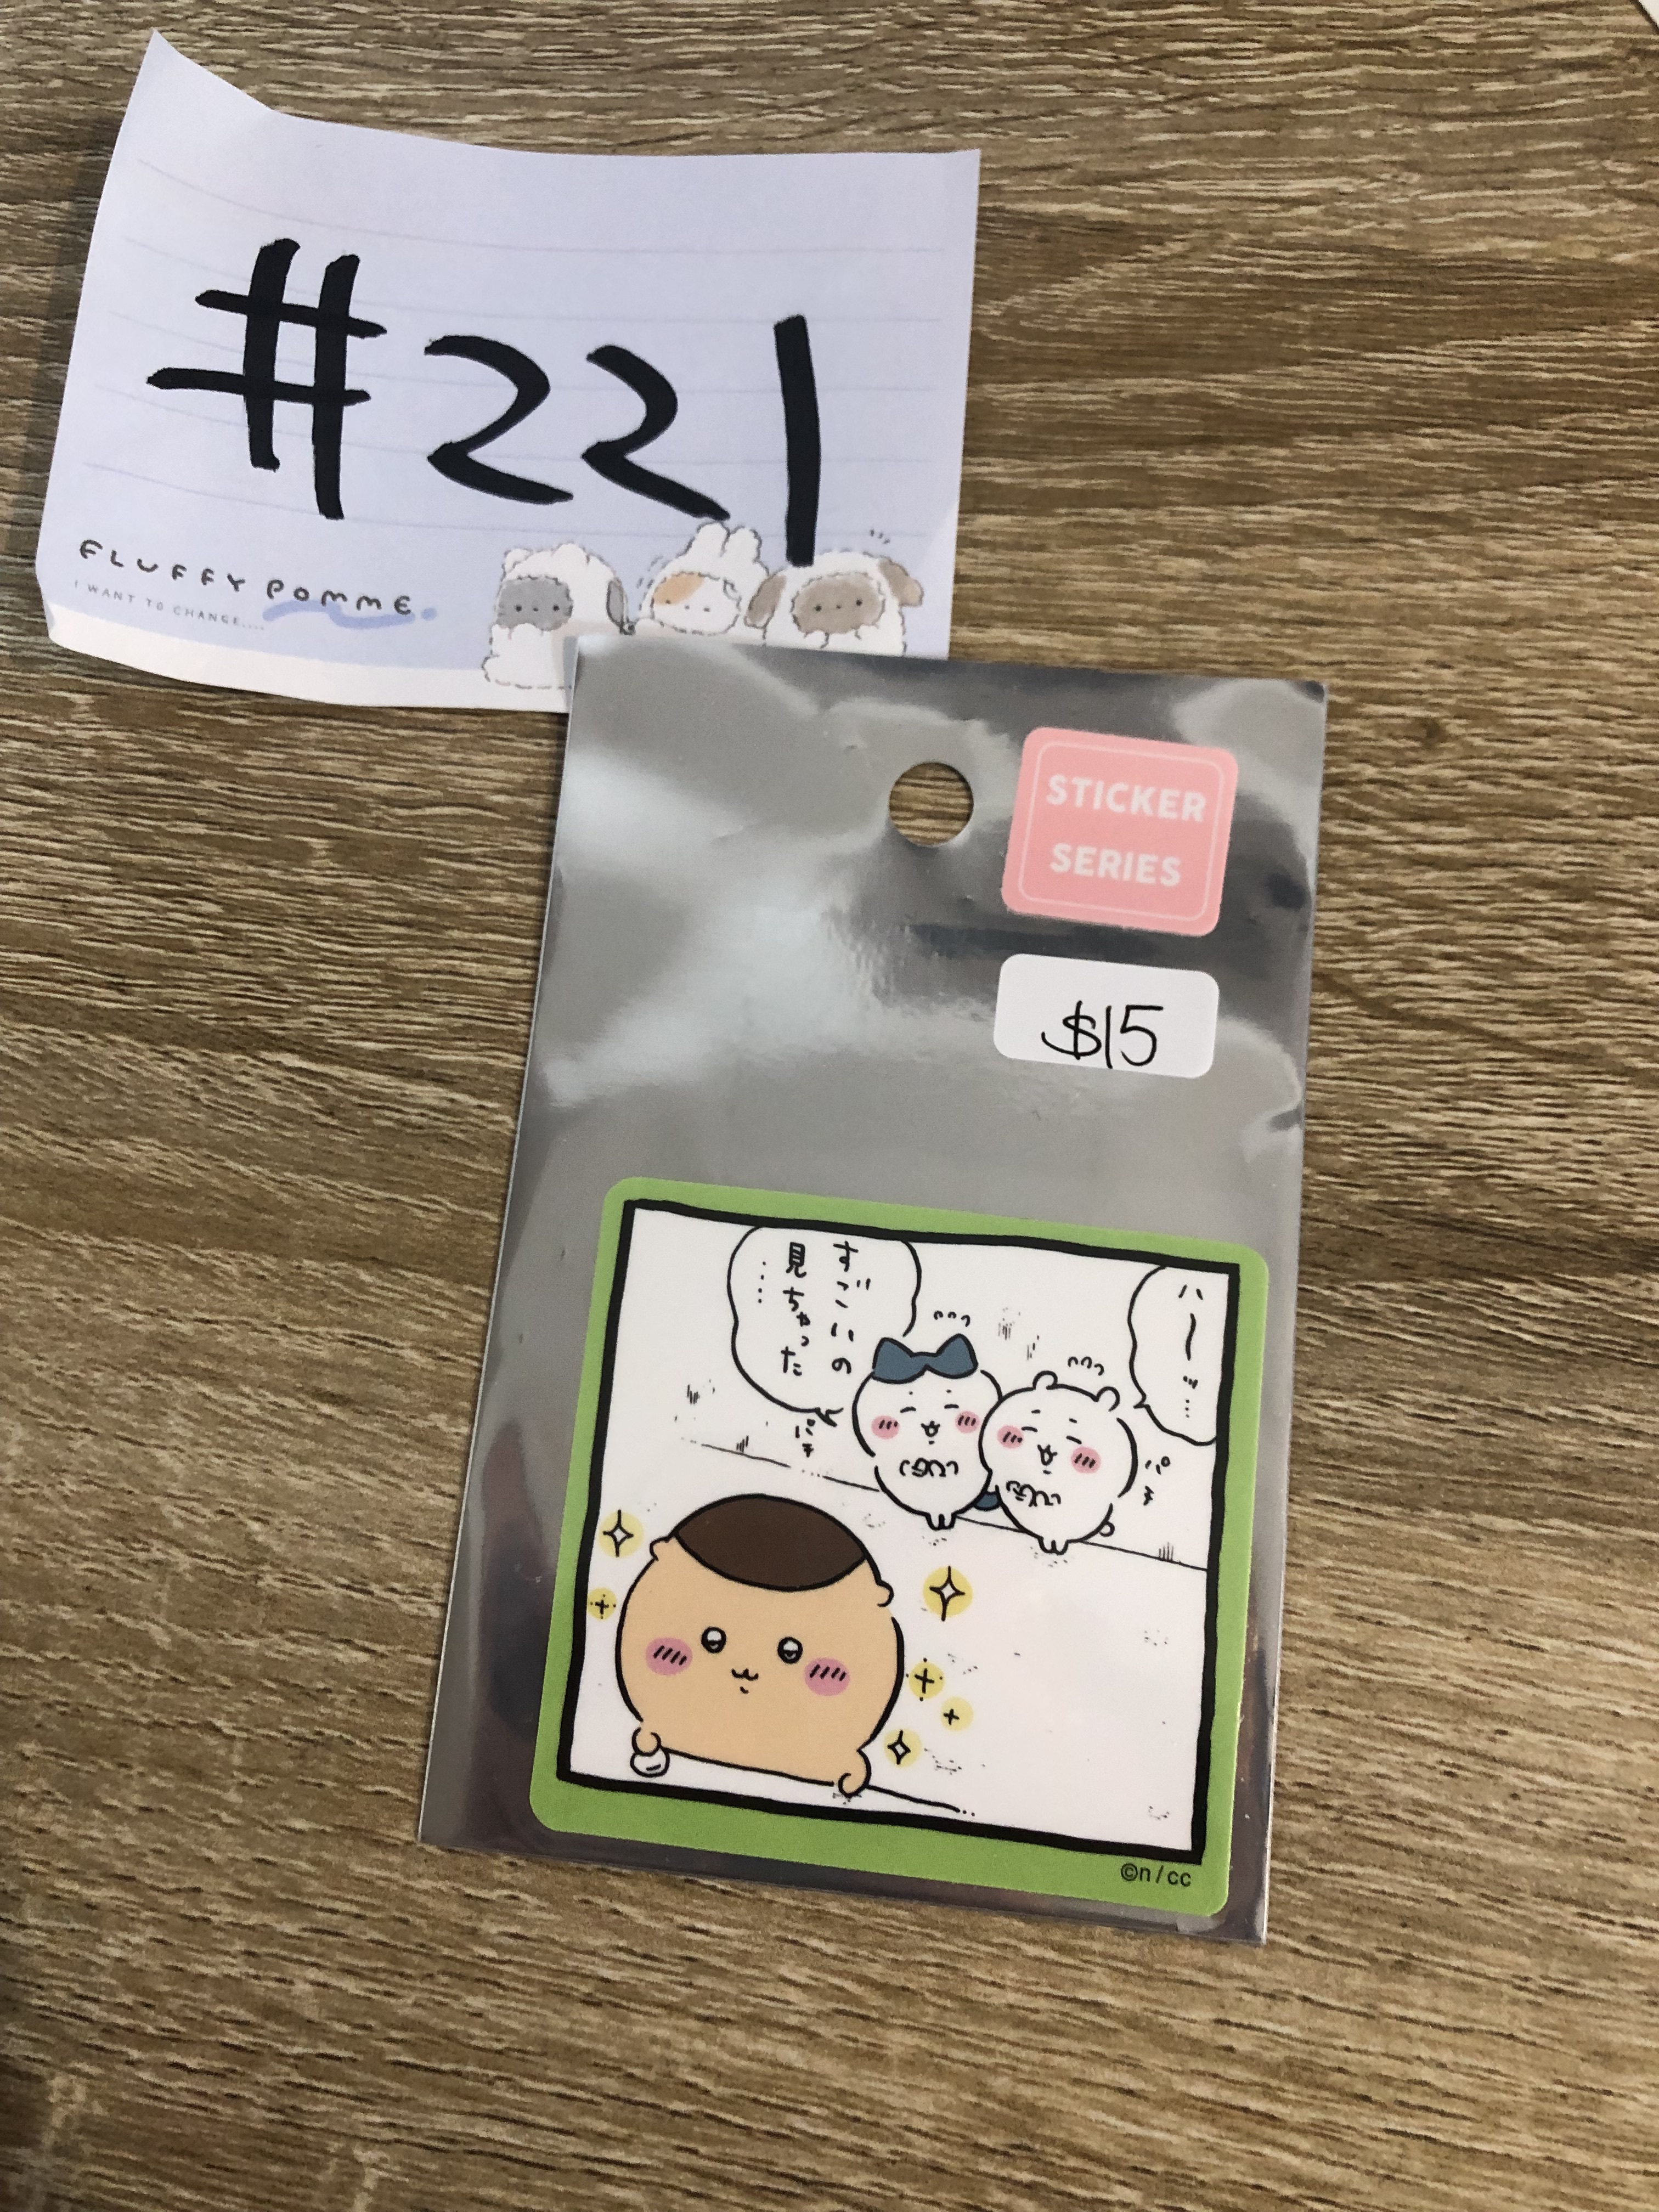 #221
FLUFFY POMME.
I WANT TO CHANGE....
STICKER
SERIES
$15
ハーッ…
すごいの
見ちゃった
……
©n/cc